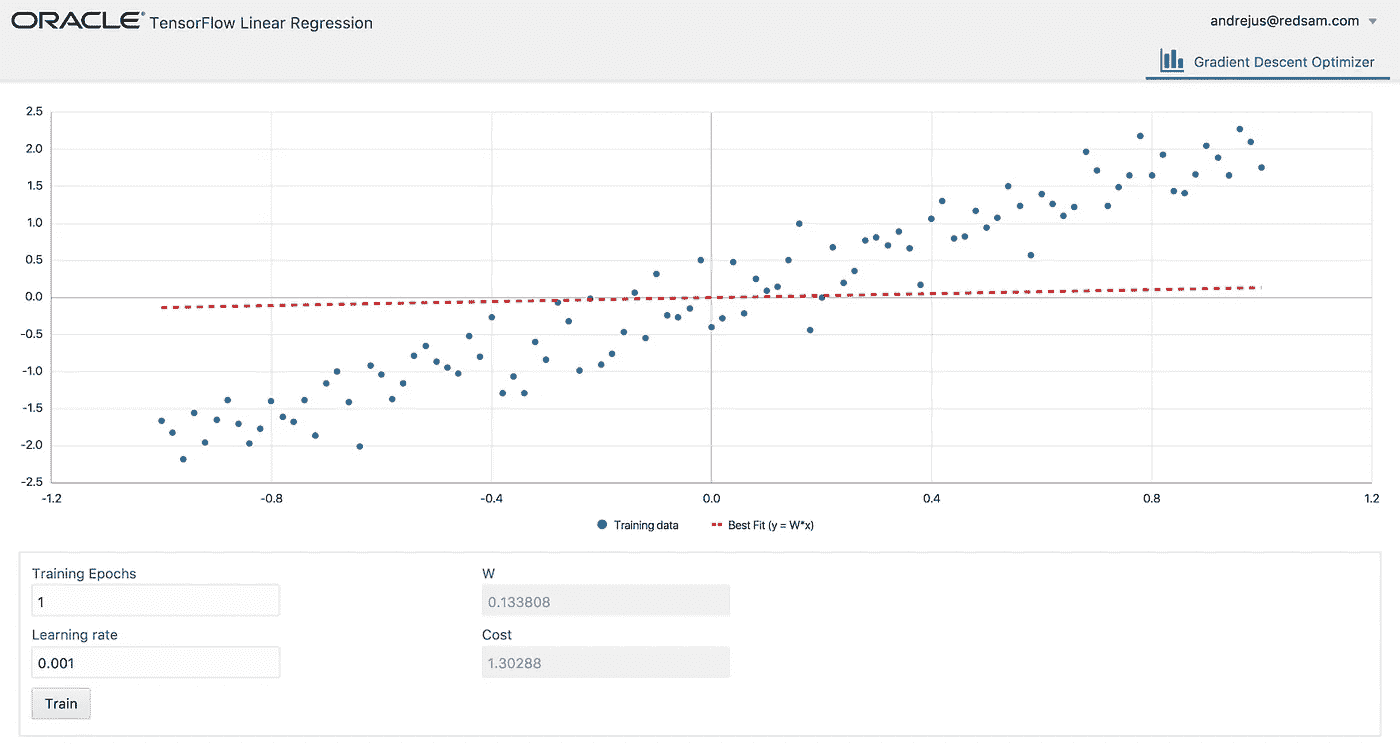 ORACLE® TensorFlow Linear Regression
andrejus@redsam.com
Gradient Descent Optimizer
2.5
2.0
1.5
1.0
0.5
0.0
-0.5
-1.0
-1.5
-2.0
-2.5
-1.2 -0.8 -0.4 0.0 0.4 0.8 1.2
Training data Best Fit (y = W*x)
Training Epochs W
1 0.133808
Learning rate Cost
0.001 1.30288
Train